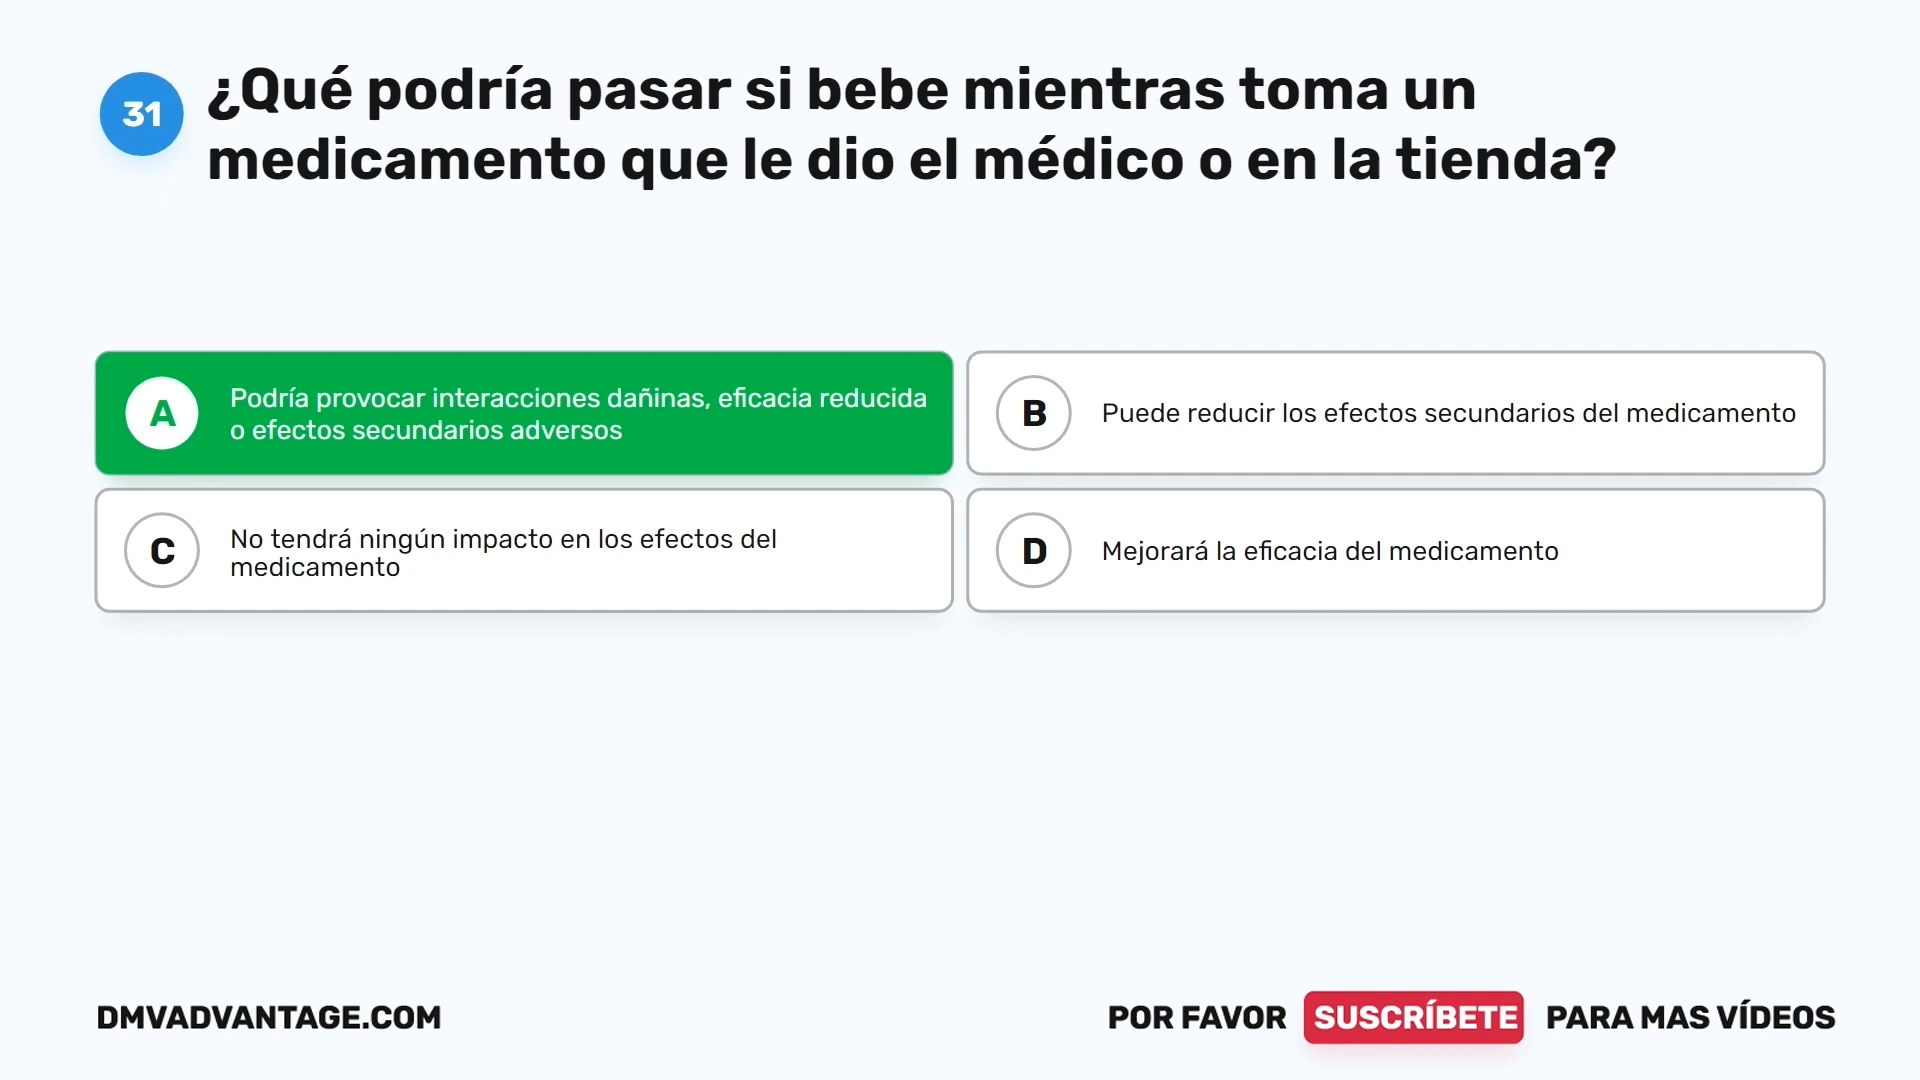 31
¿Qué podría pasar si bebe mientras toma un
medicamento que le dio el médico o en la tienda?
A
Podría provocar interacciones dañinas, eficacia reducida
o efectos secundarios adversos
B
Puede reducir los efectos secundarios del medicamento
C
No tendrá ningún impacto en los efectos del
medicamento
D
Mejorará la eficacia del medicamento
DMVADVANTAGE.COM
POR FAVOR SUSCRÍBETE PARA MAS VÍDEOS